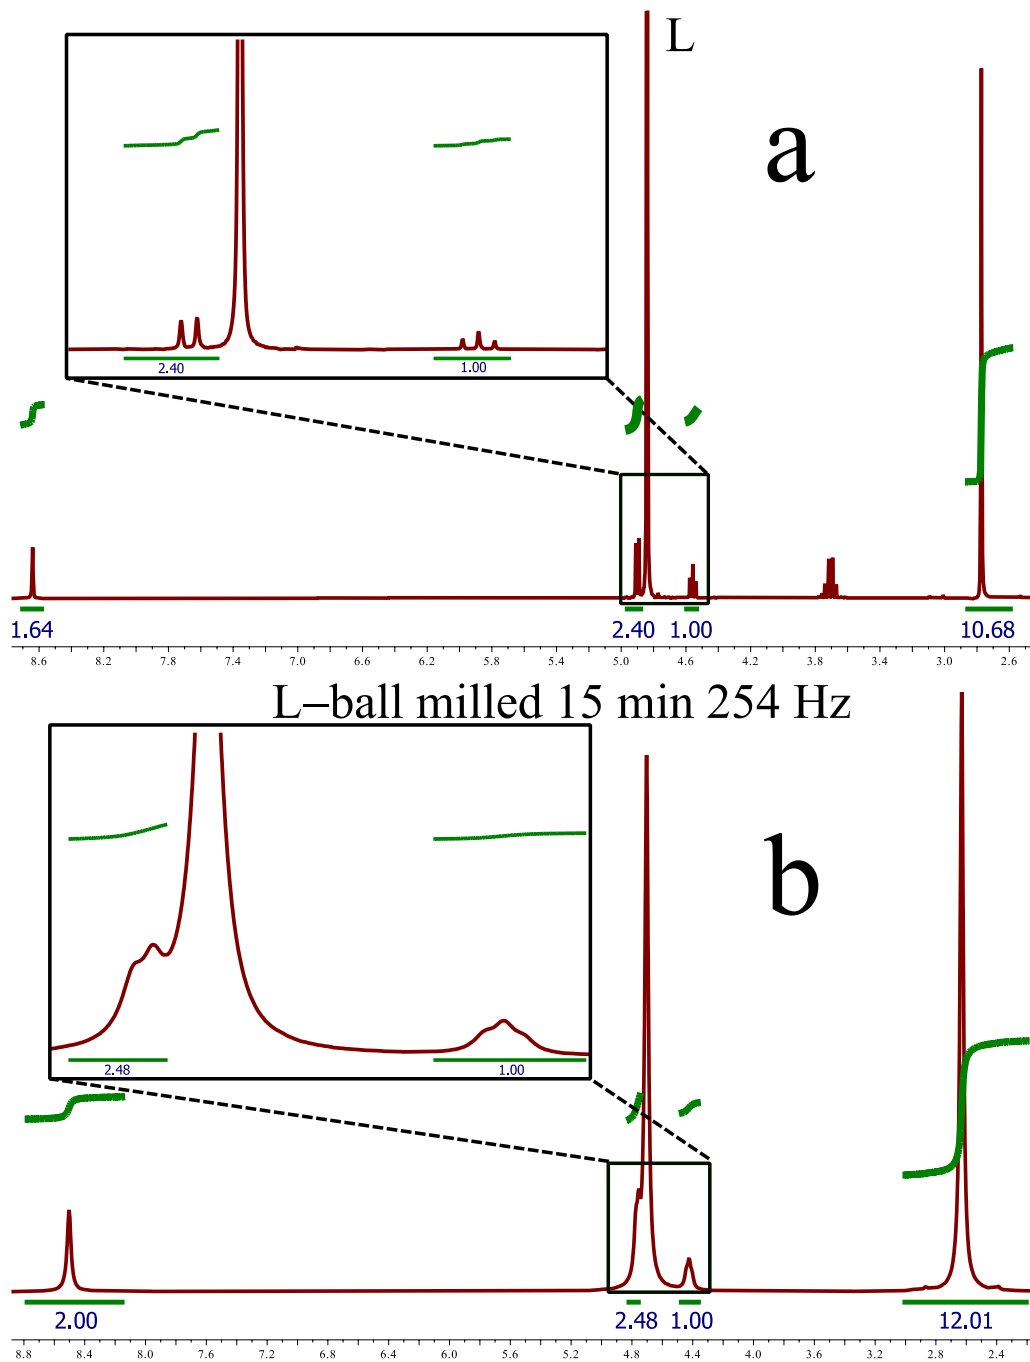 L
a
2.40 1.00
1.64 2.40 1.00 10.68
8.6 8.2 7.8 7.4 7.0 6.6 6.2 5.8 5.4 5.0 4.6 4.2 3.8 3.4 3.0 2.6
L–ball milled 15 min 254 Hz
b
2.48 1.00
2.00 2.48 1.00 12.01
8.8 8.4 8.0 7.6 7.2 6.8 6.4 6.0 5.6 5.2 4.8 4.4 4.0 3.6 3.2 2.8 2.4